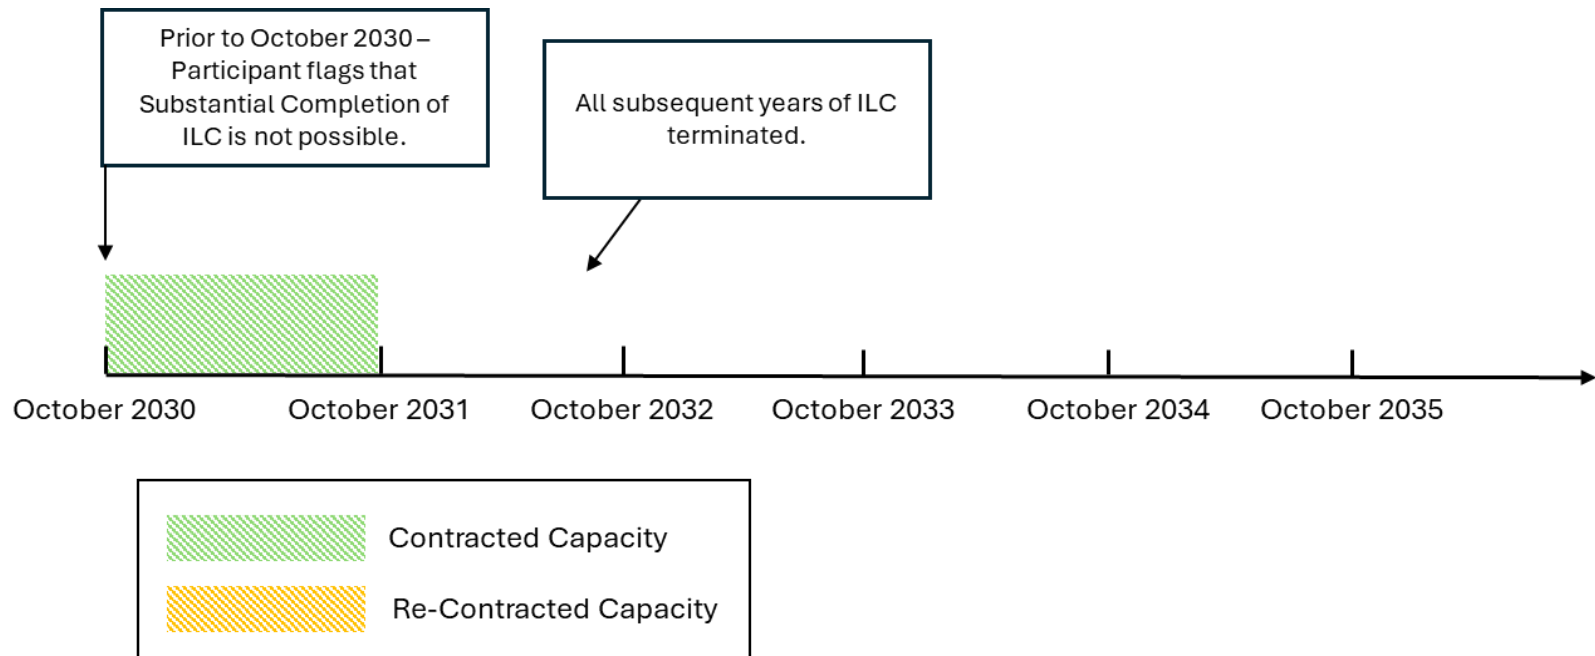 Prior to October 2030 –
Participant flags that
Substantial Completion of
ILC is not possible.
All subsequent years of ILC
terminated.
October 2030
October 2031
October 2032
October 2033
October 2034
October 2035
Contracted Capacity
Re-Contracted Capacity